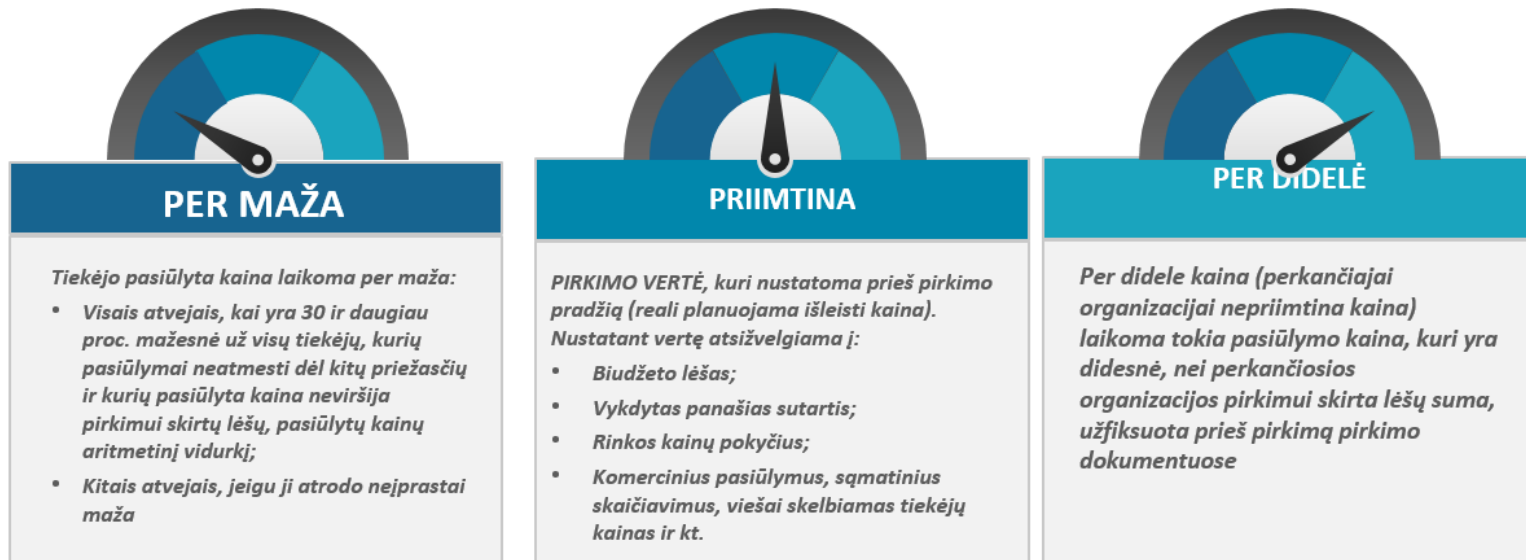 PER MAŽA
Tiekėjo pasiūlyta kaina laikoma per maža:
• Visais atvejais, kai yra 30 ir daugiau
proc. mažesnė už visų tiekėjų, kurių
pasiūlymai neatmesti dėl kitų priežasčių
ir kurių pasiūlyta kaina neviršija
pirkimui skirtų lėšų, pasiūlytų kainų
aritmetinį vidurkį;
• Kitais atvejais, jeigu ji atrodo neįprastai
maža
PRIIMTINA
PIRKIMO VERTĖ, kuri nustatoma prieš pirkimo
pradžią (reali planuojama išleisti kaina).
Nustatant vertę atsižvelgiama į:
• Biudžeto lėšas;
• Vykdytas panašias sutartis;
• Rinkos kainų pokyčius;
• Komercinius pasiūlymus, sąmatinius
skaičiavimus, viešai skelbiamas tiekėjų
kainas ir kt.
PER DIDELĖ
Per didele kaina (perkančiajai
organizacijai nepriimtina kaina)
laikoma tokia pasiūlymo kaina, kuri yra
didesnė, nei perkančiosios
organizacijos pirkimui skirta lėšų suma,
užfiksuota prieš pirkimą pirkimo
dokumentuose